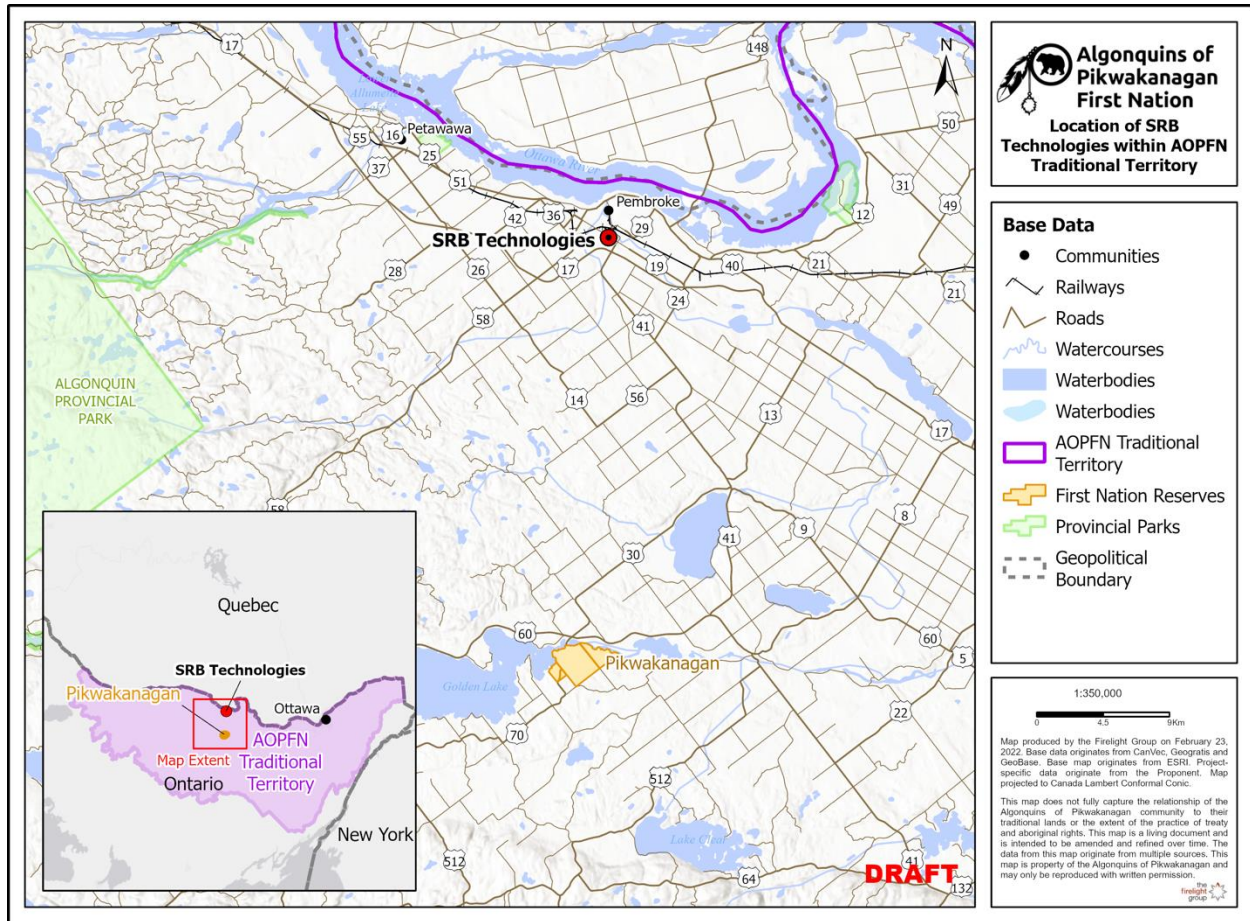 17
148
N
Allumette
Lake
50
55
16
Petawawa
25
37
Ottawa River
51
31
49
12
Pembroke
42
36
29
SRB Technologies
28
26
17
19
40
21
24
21
58
41
ALGONQUIN
PROVINCIAL
PARK
14
56
13
17
58
8
9
41
30
60
60
5
Pikwakanagan
Golden Lake
22
70
512
Lake Clear
512
41
64
132
DRAFT
Quebec
SRB Technologies
Pikwakanagan
Ottawa
Map Extent
AOPFN
Traditional
Territory
Ontario
New York
Algonquins of
Pikwakanagan
First Nation
Location of SRB
Technologies within AOPFN
Traditional Territory
Base Data
Communities
Railways
Roads
Watercourses
Waterbodies
Waterbodies
AOPFN Traditional
Territory
First Nation Reserves
Provincial Parks
Geopolitical
Boundary
1:350,000
0 4.5 9Km
Map produced by the Firelight Group on February 23,
2022. Base data originates from CanVec, Geogratis and
GeoBase. Base map originates from ESRI. Project-
specific data originate from the Proponent. Map
projected to Canada Lambert Conformal Conic.
This map does not fully capture the relationship of the
Algonquins of Pikwakanagan community to their
traditional lands or the extent of the practice of treaty
and aboriginal rights. This map is a living document and
is intended to be amended and refined over time. The
data from this map originate from multiple sources. This
map is property of the Algonquins of Pikwakanagan and
may only be reproduced with written permission.
the
firelight
group